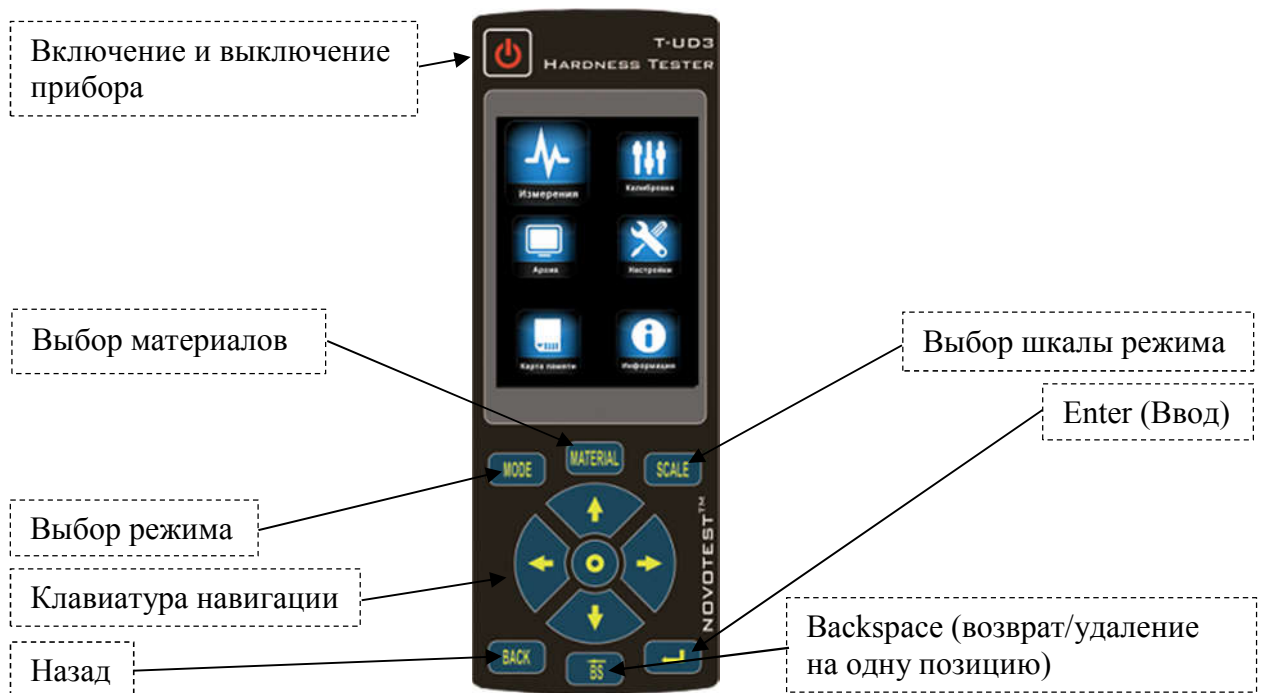 Включение и выключение
прибора
T-UD3
HARDNESS TESTER
Измерения
Калибровка
Архив
Настройки
Карта памяти
Информация
Выбор материалов
Выбор шкалы режима
Enter (Ввод)
MODE
MATERIAL
SCALE
Выбор режима
Клавиатура навигации
NOVOTEST™
Backspace (возврат/удаление
на одну позицию)
Назад
BACK
BS